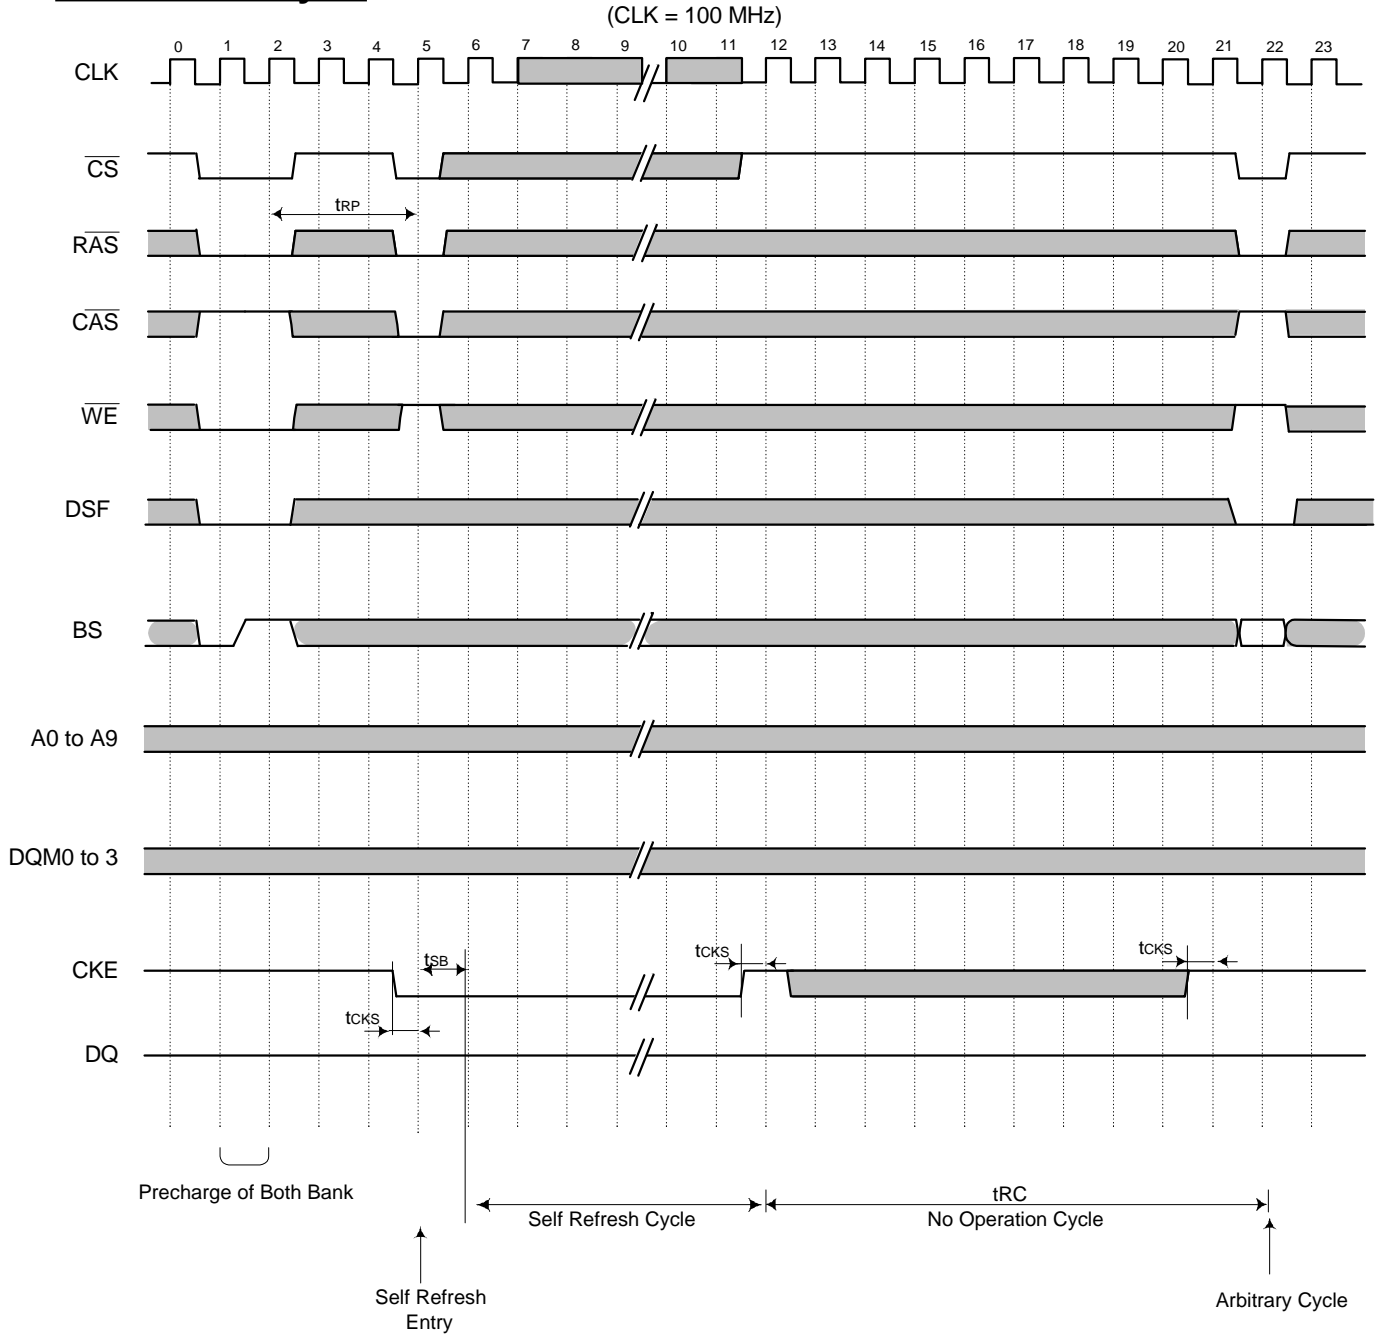 (CLK = 100 MHz)
0 1 2 3 4 5 6 7 8 9 10 11 12 13 14 15 16 17 18 19 20 21 22 23
CLK
CS
tRP
RAS
CAS
WE
DSF
BS
A0 to A9
DQM0 to 3
tCKS
tCKS
tSB
CKE
tCKS
DQ
Precharge of Both Bank
tRC
Self Refresh Cycle
No Operation Cycle
Self Refresh
Entry
Arbitrary Cycle